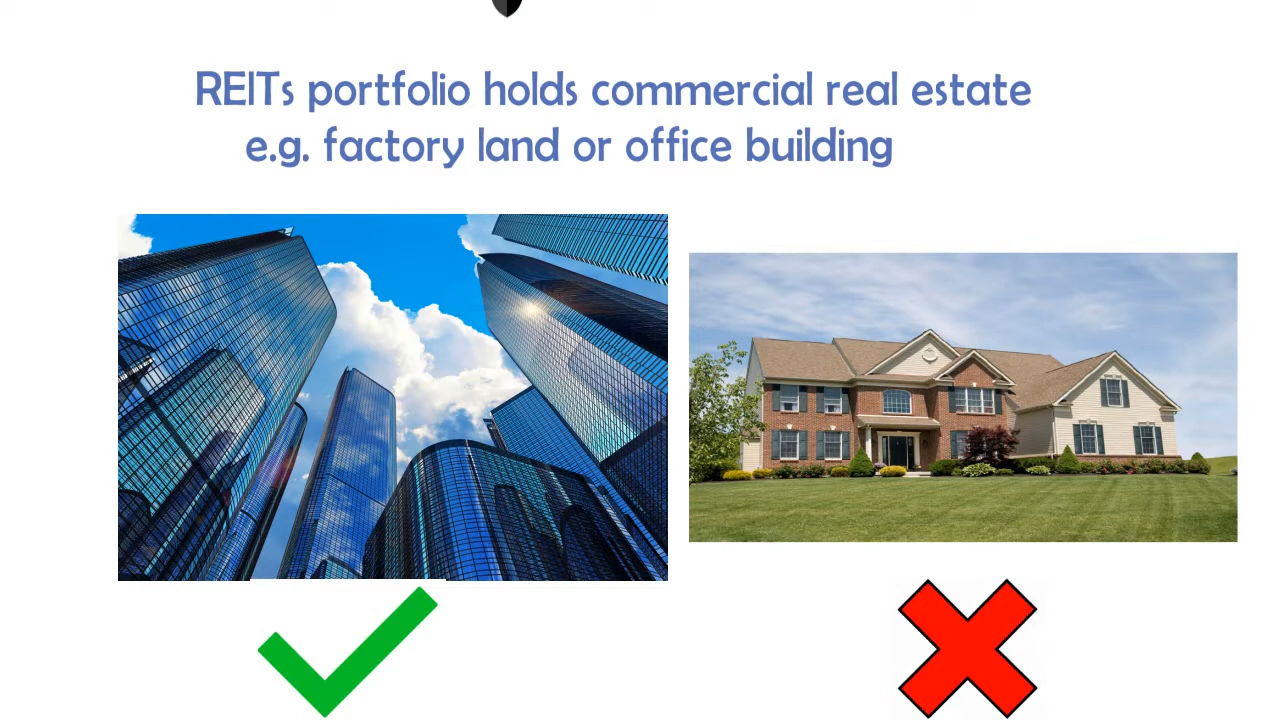 REITs portfolio holds commercial real estate
e.g. factory land or office building